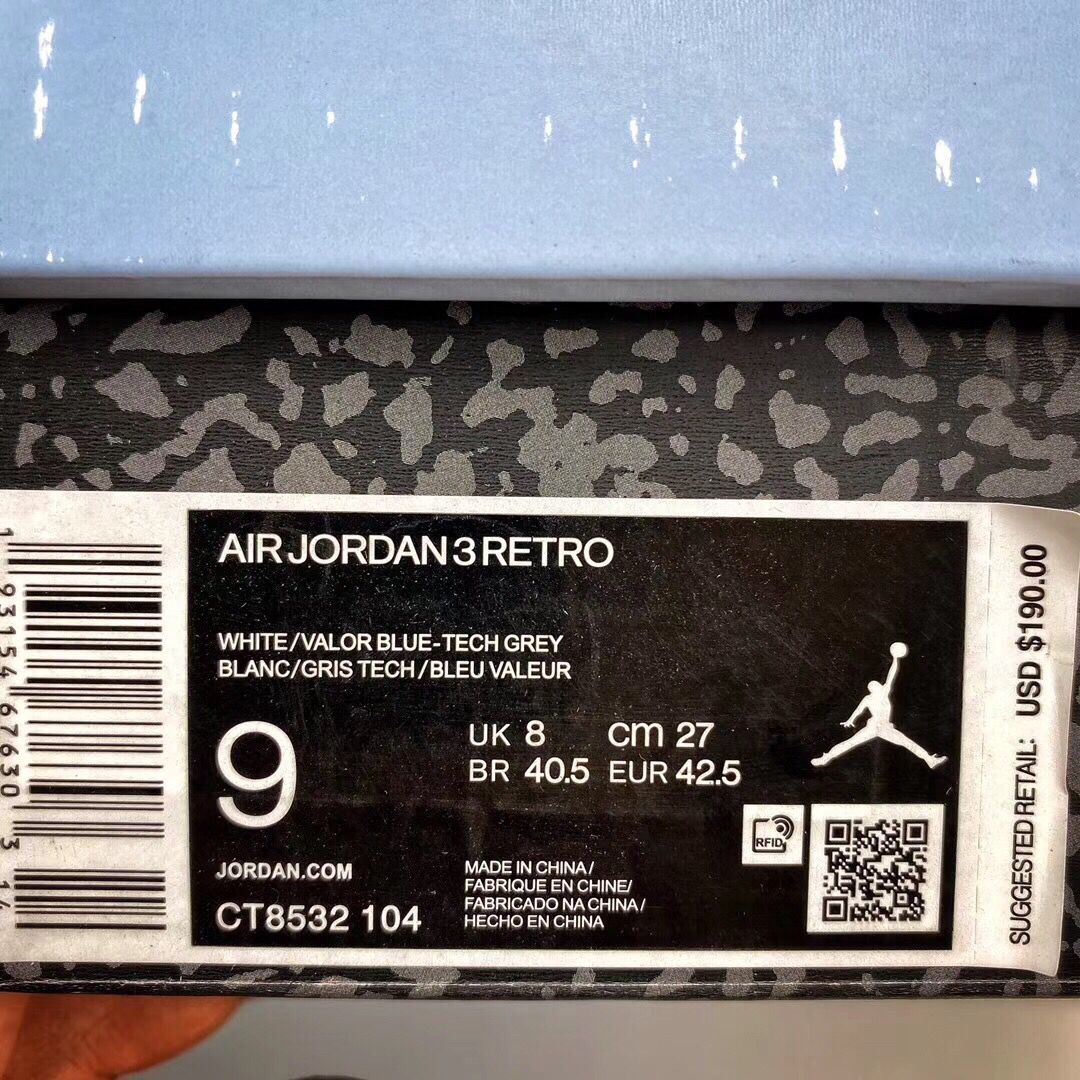 AIR JORDAN 3 RETRO
WHITE/VALOR BLUE-TECH GREY
BLANC/GRIS TECH/BLEU VALEUR
9
UK 8 cm 27
BR 40.5 EUR 42.5
RFID
JORDAN.COM
CT8532 104
MADE IN CHINA/
FABRIQUE EN CHINE/
FABRICADO NA CHINA/
HECHO EN CHINA
SUGGESTED RETAIL: USD $190.00
1 93154 67630 3 14